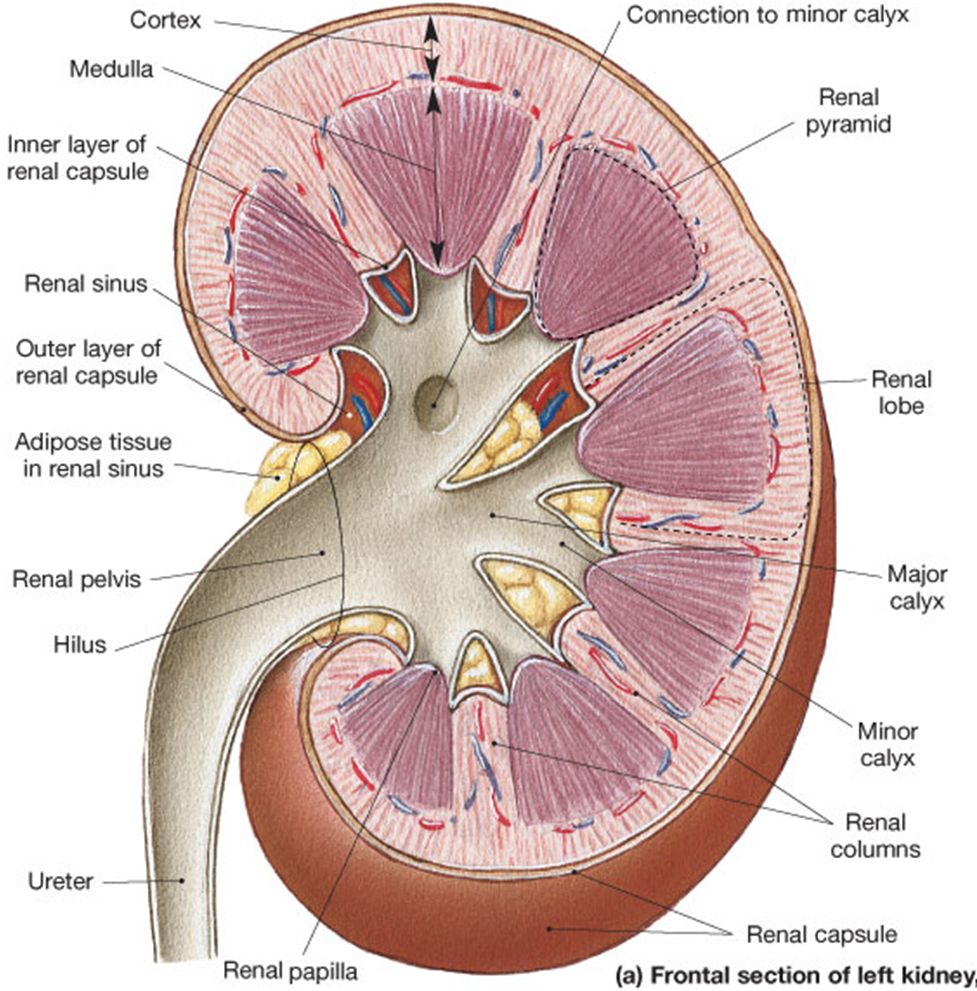 Cortex
Connection to minor calyx
Medulla
Renal
pyramid
Inner layer of
renal capsule
Renal sinus
Outer layer of
renal capsule
Renal
lobe
Adipose tissue
in renal sinus
Renal pelvis
Major
calyx
Hilus
Minor
calyx
Renal
columns
Ureter
Renal capsule
Renal papilla
(a) Frontal section of left kidney,